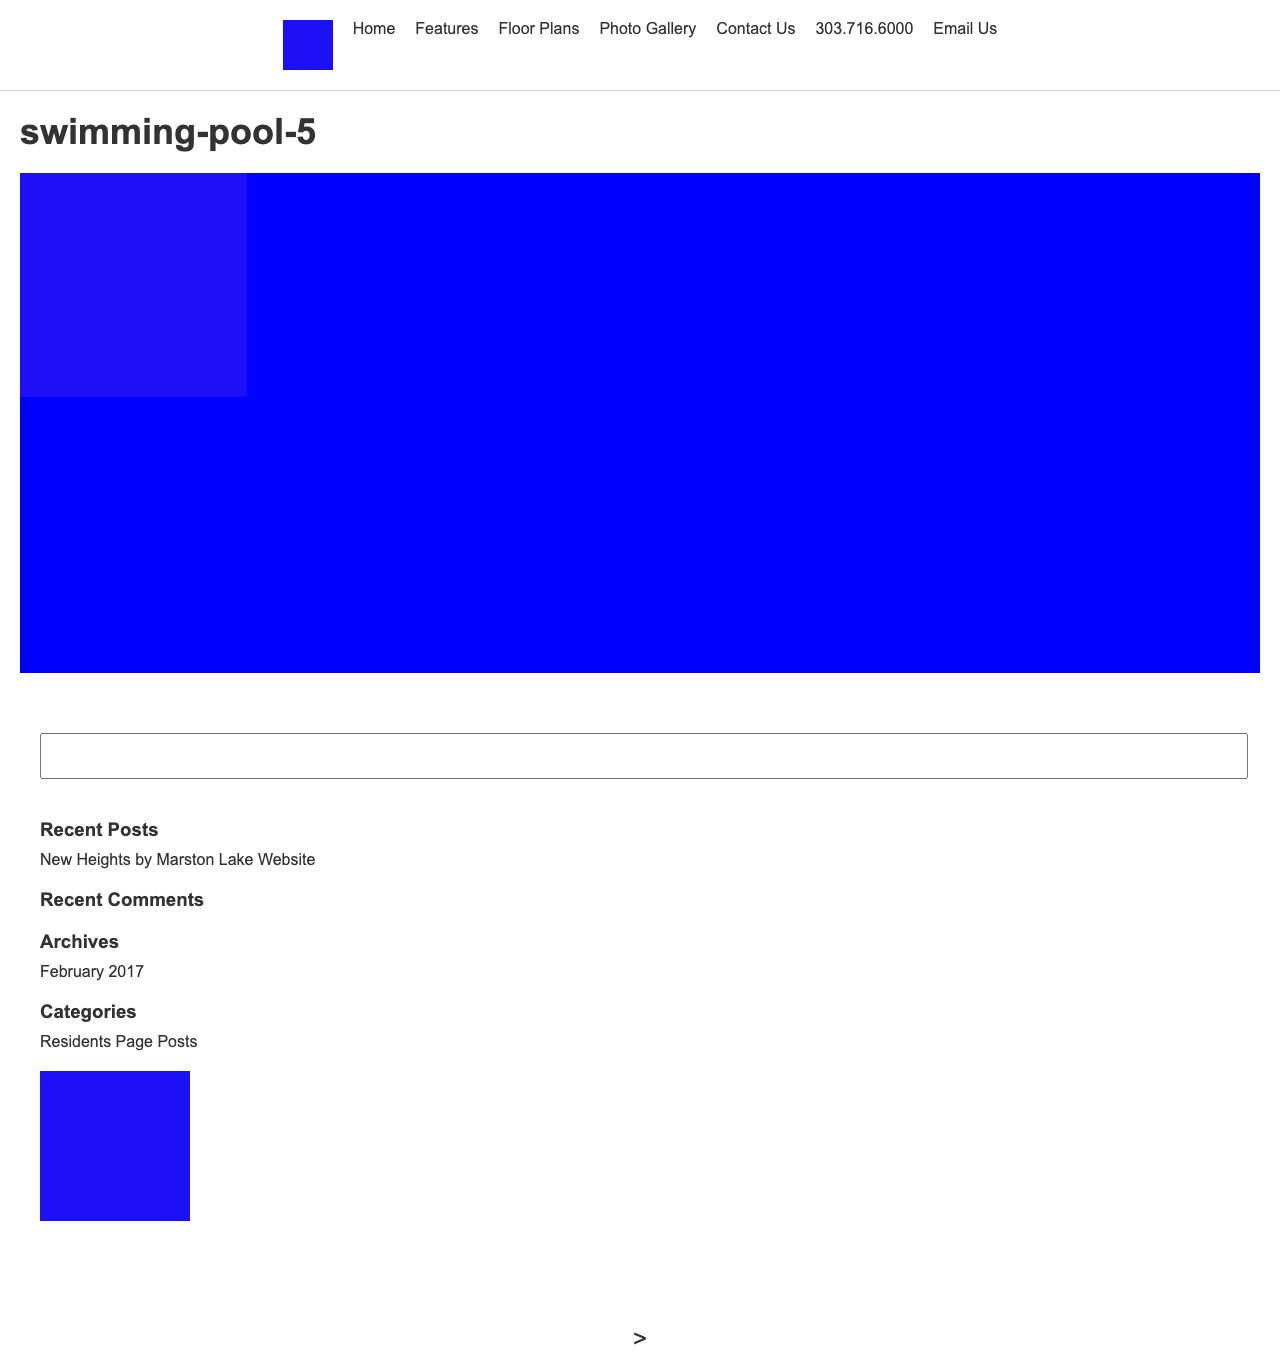 Home Features Floor Plans Photo Gallery Contact Us 303.716.6000 Email Us
swimming-pool-5
Recent Posts
New Heights by Marston Lake Website
Recent Comments
Archives
February 2017
Categories
Residents Page Posts
>